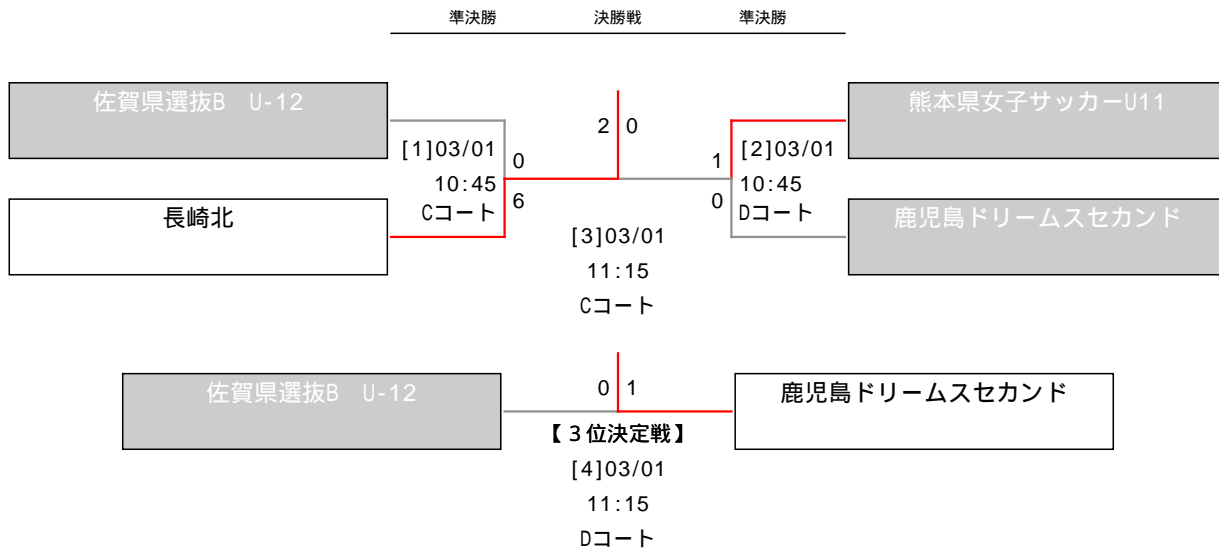 準決勝 決勝戦 準決勝
佐賀県選抜B U-12
熊本県女子サッカーU11
2 0
[1]03/01
0
10:45
6
Cコート
1
[2]03/01
10:45
0
Dコート
長崎北
鹿児島ドリームスセカンド
[3]03/01
11:15
Cコート
佐賀県選抜B U-12
0 1
鹿児島ドリームスセカンド
【３位決定戦】
[4]03/01
11:15
Dコート